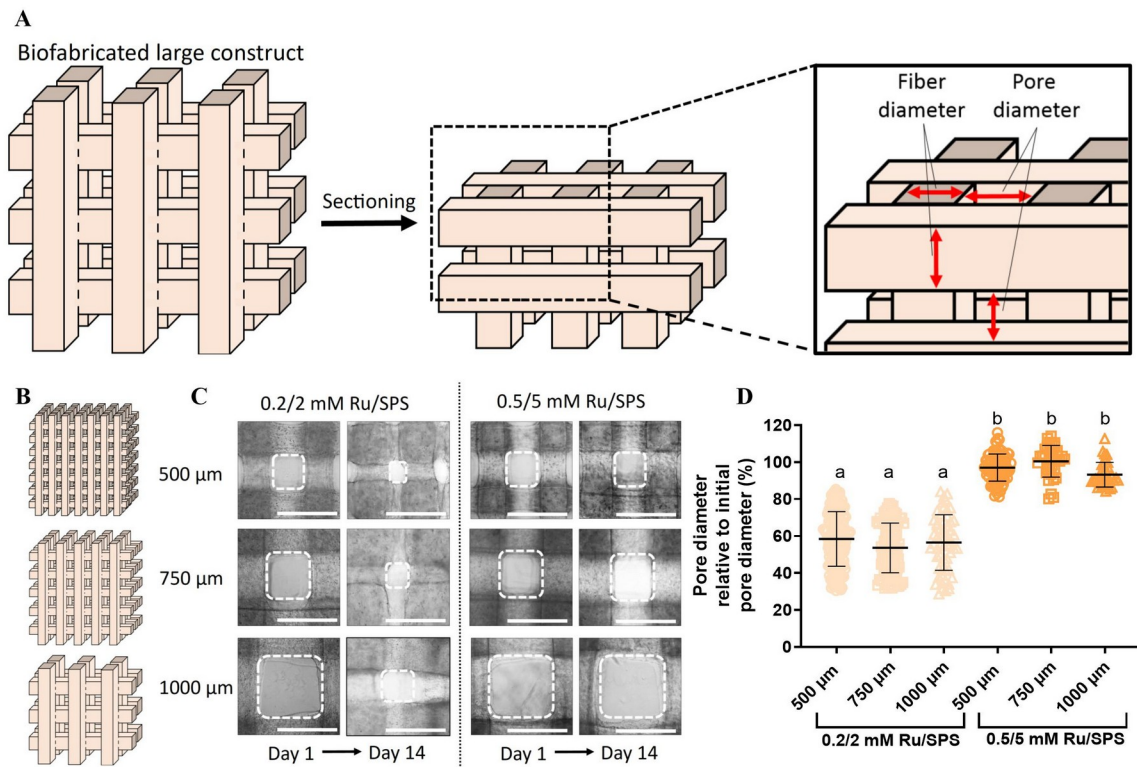 A
Biofabricated large construct
Sectioning
Fiber
diameter
Pore
diameter
B
C
0.2/2 mM Ru/SPS
0.5/5 mM Ru/SPS
500 µm
750 µm
1000 µm
Day 1
Day 14
Day 1
Day 14
D
Pore diameter
relative to initial
pore diameter (%)
120
100
80
60
40
20
0
a
a
a
b
b
b
500 µm
750 µm
1000 µm
500 µm
750 µm
1000 µm
0.2/2 mM Ru/SPS
0.5/5 mM Ru/SPS